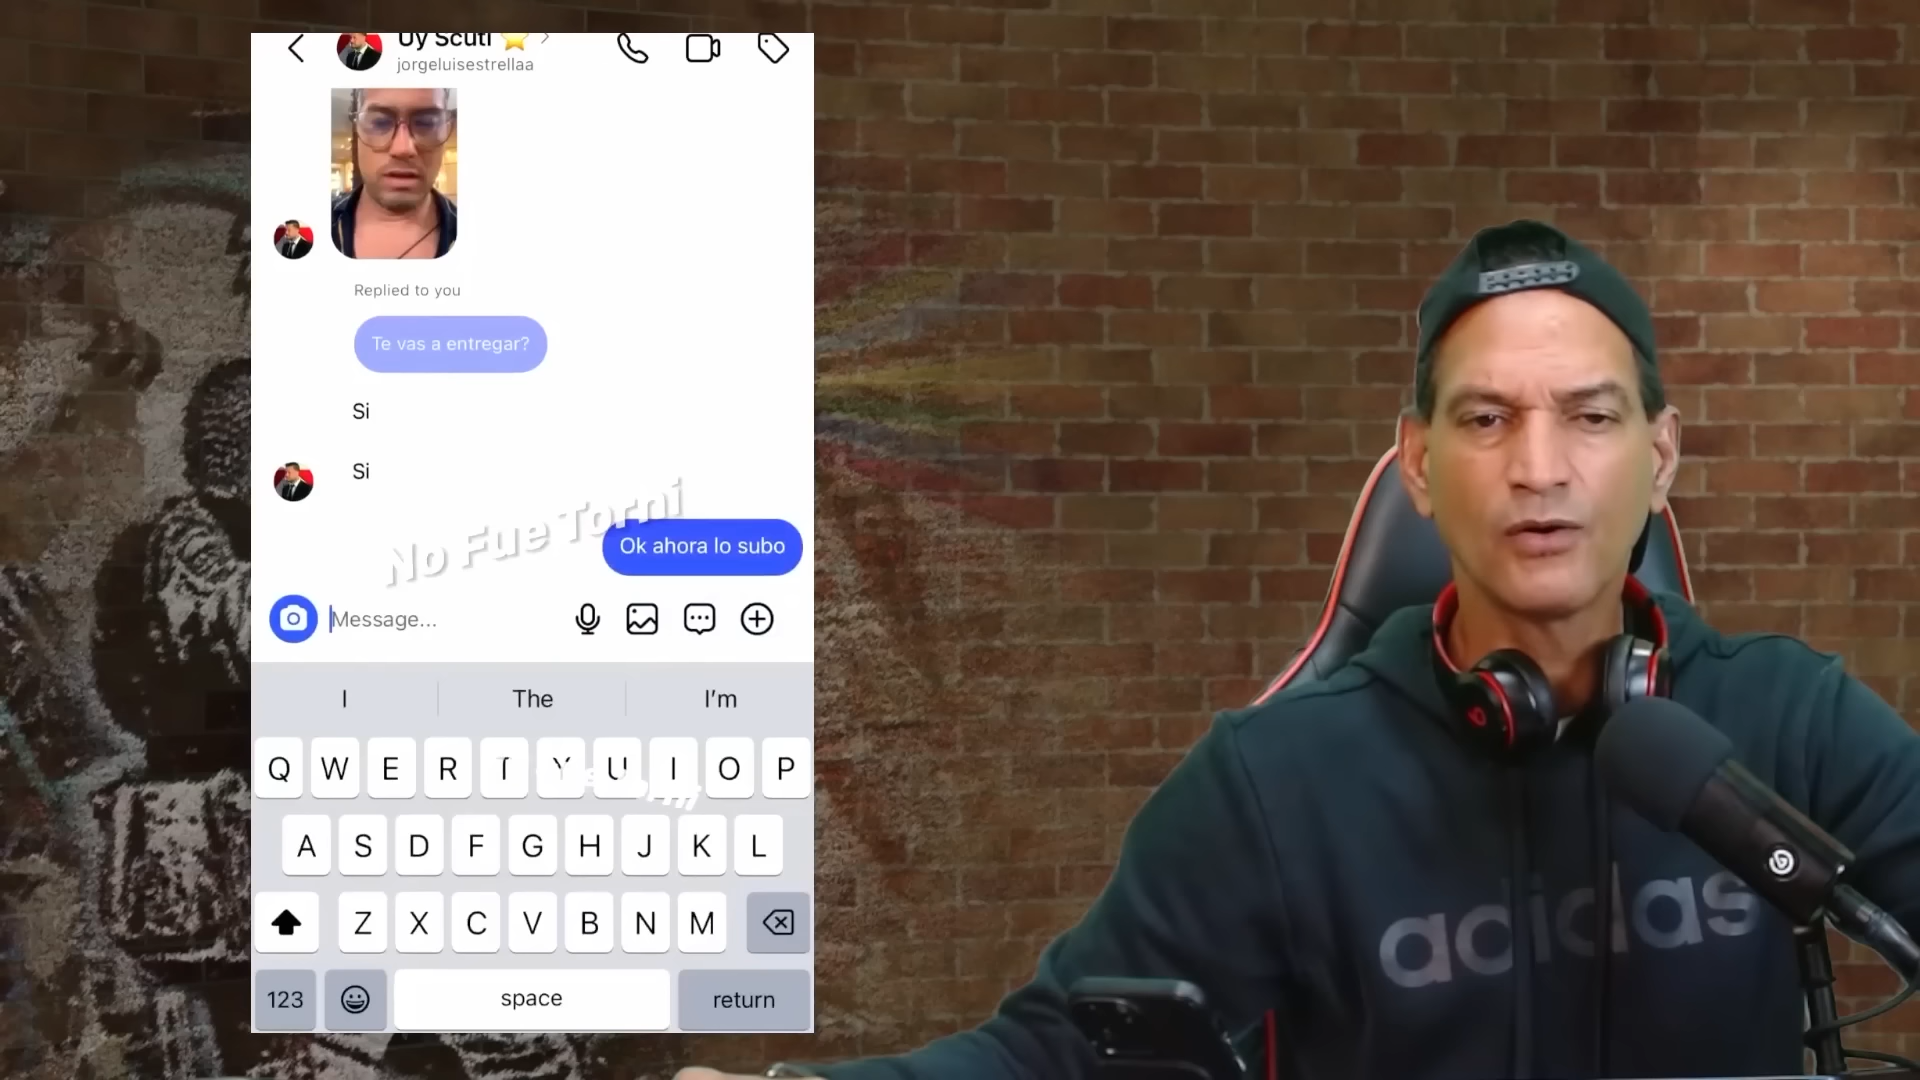 Uy Scuti
jorgeluisestrellaa
Replied to you
Te vas a entregar?
Si
Si
No Fue Torni
Ok ahora lo subo
Message...
I The I'm
Q W E R T Y U I O P
A S D F G H J K L
Z X C V B N M
123 space return
adidas